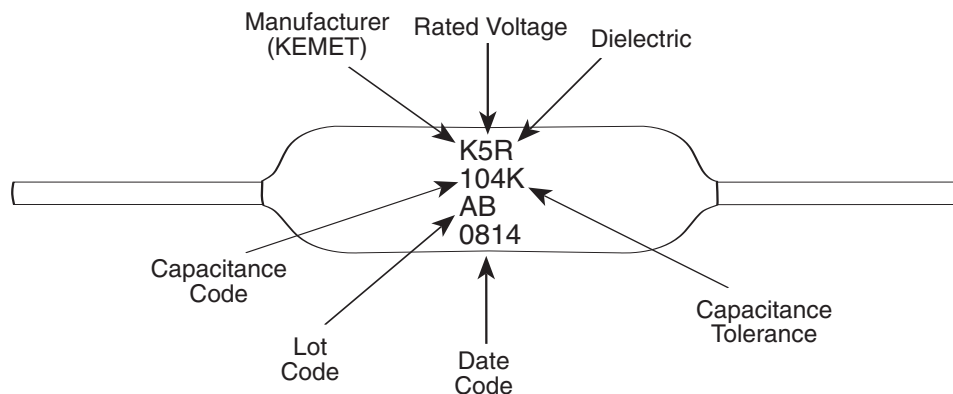 Manufacturer
(KEMET)
Rated Voltage
Dielectric
K5R
104K
AB
0814
Capacitance
Code
Lot
Code
Date
Code
Capacitance
Tolerance